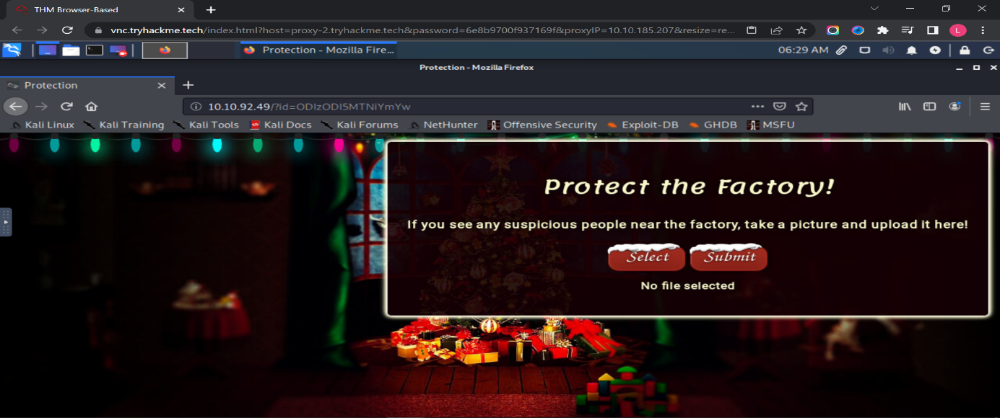 THM Browser-Based
vnc.tryhackme.tech/index.html?host=proxy-2.tryhackme.tech&password=6e8b9700f937169f&proxyIP=10.10.185.207&resize=re...
L
Protection - Mozilla Fire...
06:29 AM
Protection - Mozilla Firefox
Protection
10.10.92.49/?id=ODIzODI5MTNiYmYw
Kali Linux Kali Training Kali Tools Kali Docs Kali Forums NetHunter Offensive Security Exploit-DB GHDB MSFU
Protect the Factory!
If you see any suspicious people near the factory, take a picture and upload it here!
Select Submit
No file selected